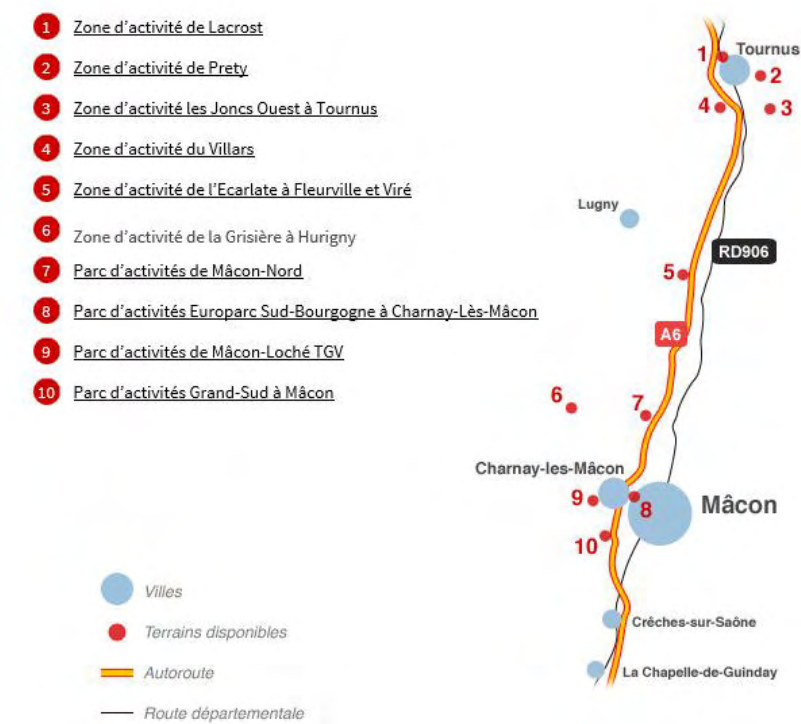 1 Zone d'activité de Lacrost
2 Zone d'activité de Prety
3 Zone d'activité les Joncs Ouest à Tournus
4 Zone d'activité du Villars
5 Zone d'activité de l'Ecarlate à Fleurville et Viré
6 Zone d'activité de la Grisière à Hurigny
7 Parc d'activités de Mâcon-Nord
8 Parc d'activités Europarc Sud-Bourgogne à Charnay-Lès-Mâcon
9 Parc d'activités de Mâcon-Loché TGV
10 Parc d'activités Grand-Sud à Mâcon
Villes
Terrains disponibles
Autoroute
Route départementale
1 Tournus
2
4 3
Lugny
RD906
5
A6
6
7
Charnay-les-Mâcon
9 8 Mâcon
10
Crêches-sur-Saône
La Chapelle-de-Guinday